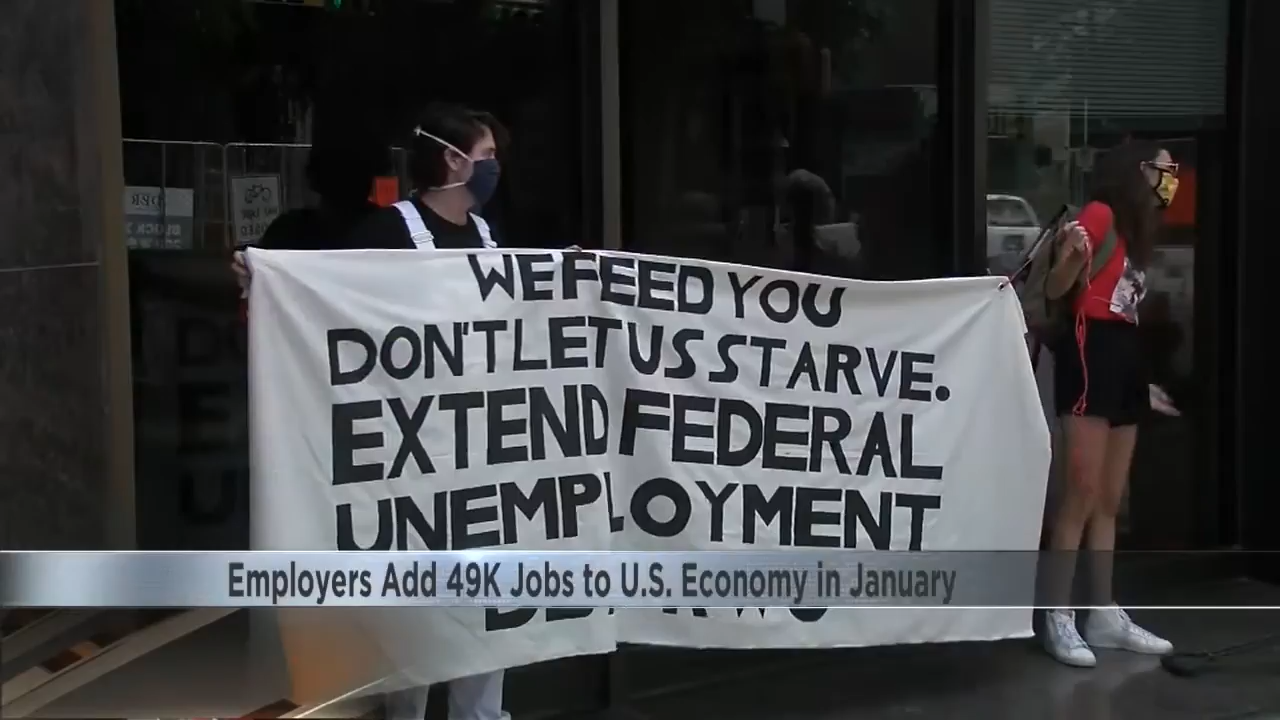 WE FEED YOU
DON'T LET US STARVE.
EXTEND FEDERAL
UNEMPLOYMENT
Employers Add 49K Jobs to U.S. Economy in January